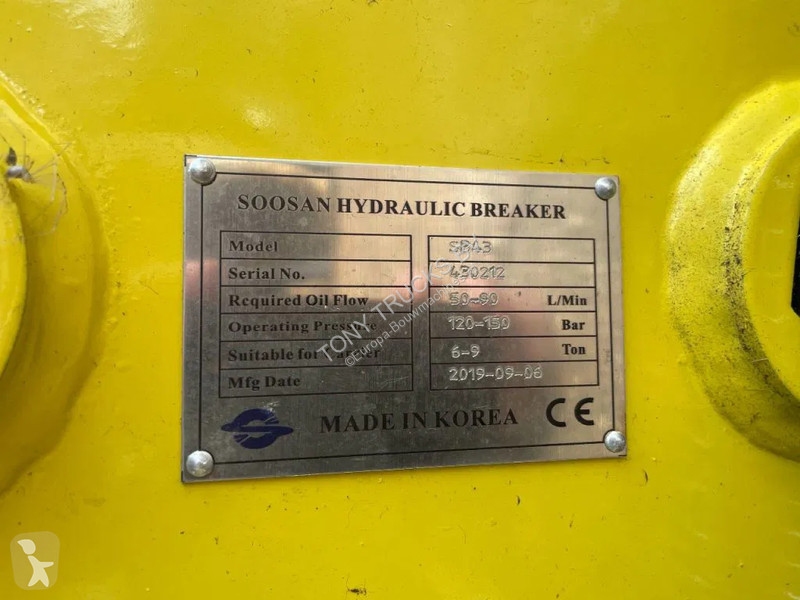 SOOSAN HYDRAULIC BREAKER
Model SB43
Serial No. 430212
Required Oil Flow 50-90 L/Min
Operating Pressure 120-150 Bar
Suitable for Carrier 6-9 Ton
Mfg Date 2019-09-06
MADE IN KOREA CE
TONY TRUCKS
©Europa-Bouwmachines